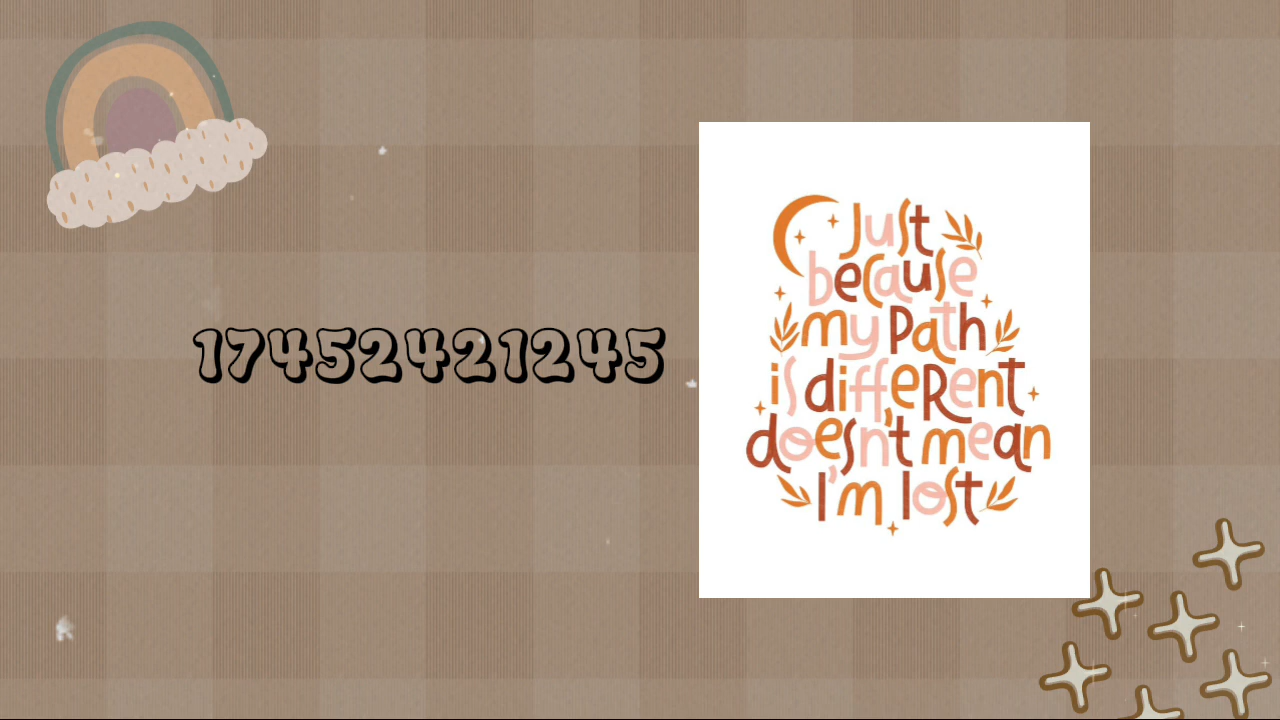 17452421245
Just
because
my path
is different
doesn't mean
I'm lost